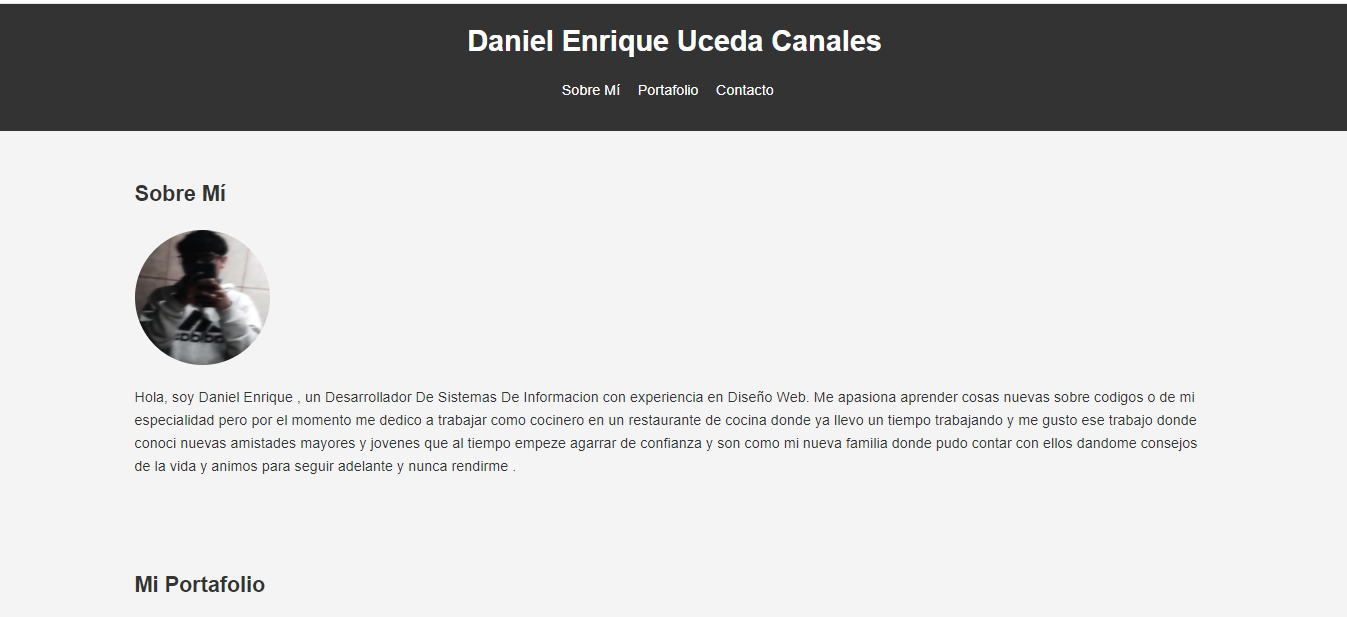 Daniel Enrique Uceda Canales
Sobre Mí Portafolio Contacto
Sobre Mí
adidas
Hola, soy Daniel Enrique , un Desarrollador De Sistemas De Informacion con experiencia en Diseño Web. Me apasiona aprender cosas nuevas sobre codigos o de mi
especialidad pero por el momento me dedico a trabajar como cocinero en un restaurante de cocina donde ya llevo un tiempo trabajando y me gusto ese trabajo donde
conoci nuevas amistades mayores y jovenes que al tiempo empeze agarrar de confianza y son como mi nueva familia donde pudo contar con ellos dandome consejos
de la vida y animos para seguir adelante y nunca rendirme .
Mi Portafolio